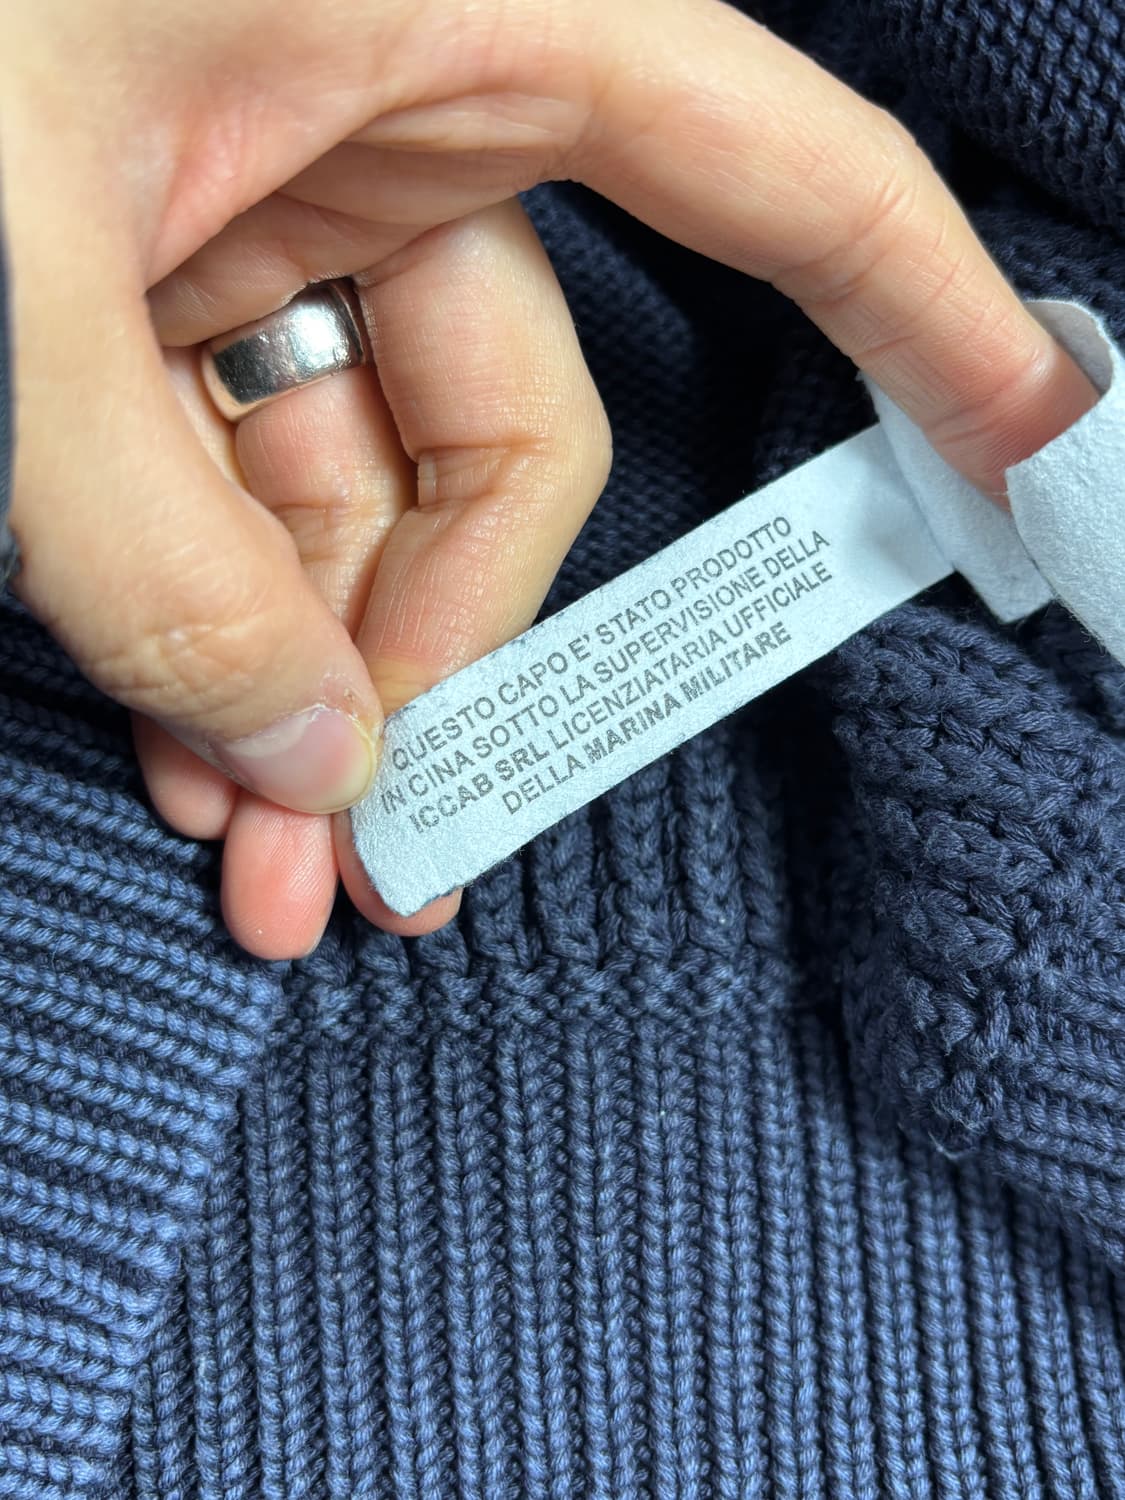 QUESTO CAPO E' STATO PRODOTTO
IN CINA SOTTO LA SUPERVISIONE DELLA
ICCAB SRL LICENZIATARIA UFFICIALE
DELLA MARINA MILITARE